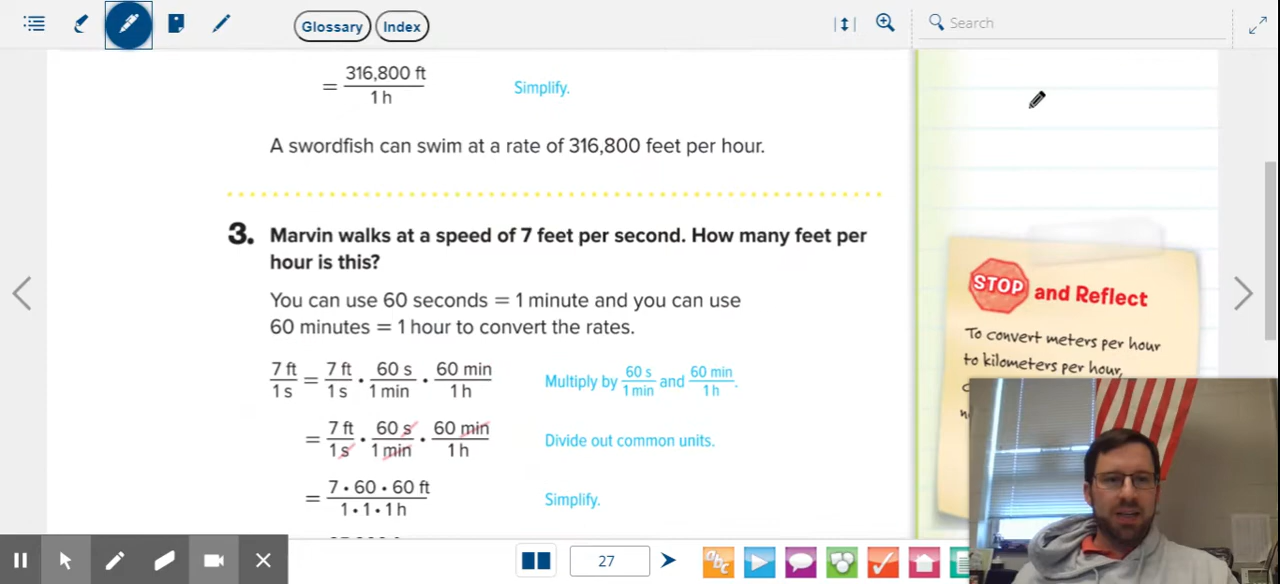 Glossary Index Search
= 316,800 ft / 1 h Simplify.
A swordfish can swim at a rate of 316,800 feet per hour.
3. Marvin walks at a speed of 7 feet per second. How many feet per
hour is this?
You can use 60 seconds = 1 minute and you can use
60 minutes = 1 hour to convert the rates.
7 ft / 1 s = 7 ft / 1 s · 60 s / 1 min · 60 min / 1 h Multiply by 60 s / 1 min and 60 min / 1 h.
= 7 ft / 1 s · 60 s / 1 min · 60 min / 1 h Divide out common units.
= 7 · 60 · 60 ft / 1 · 1 · 1 h Simplify.
STOP and Reflect
To convert meters per hour
to kilometers per hour,
27
abc